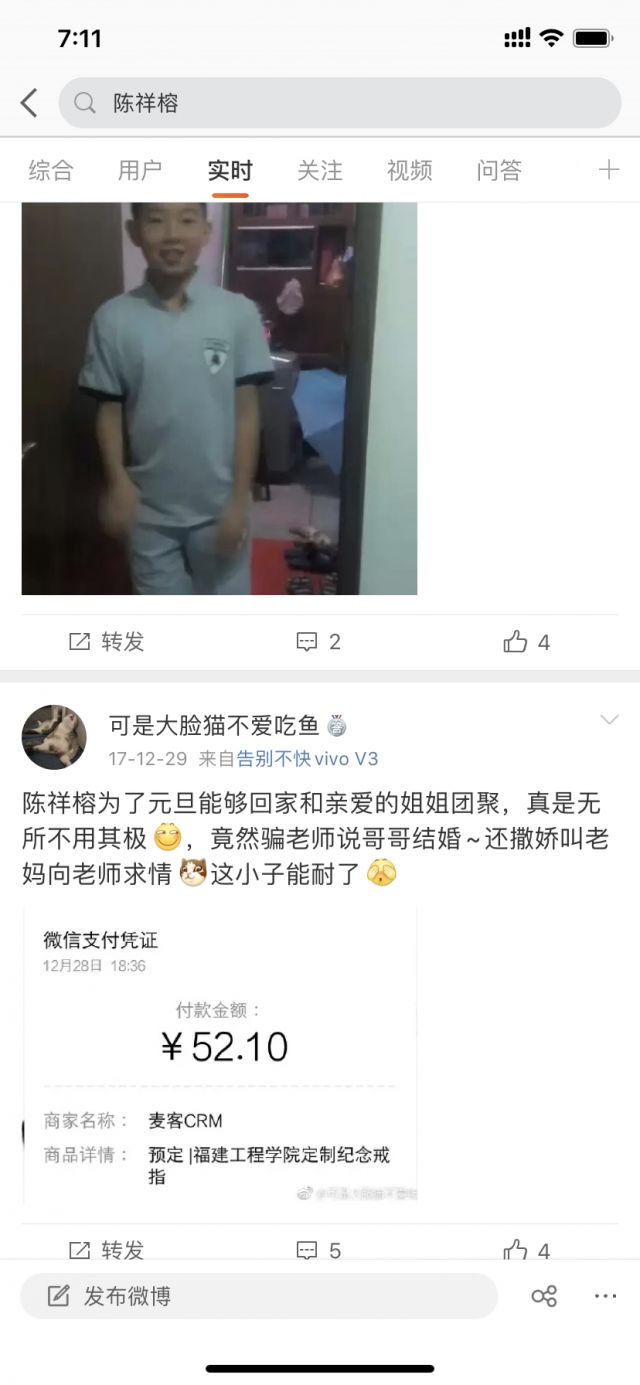 7:11
陈祥榕
综合 用户 实时 关注 视频 问答
转发 2 4
可是大脸猫不爱吃鱼
17-12-29 来自告别不快vivo V3
陈祥榕为了元旦能够回家和亲爱的姐姐团聚，真是无
所不用其极，竟然骗老师说哥哥结婚~还撒娇叫老
妈向老师求情这小子能耐了
微信支付凭证
12月28日 18:36
付款金额：
￥52.10
商家名称： 麦客CRM
商品详情： 预定 |福建工程学院定制纪念戒
指
@可是大脸猫不爱吃
转发 5 4
发布微博